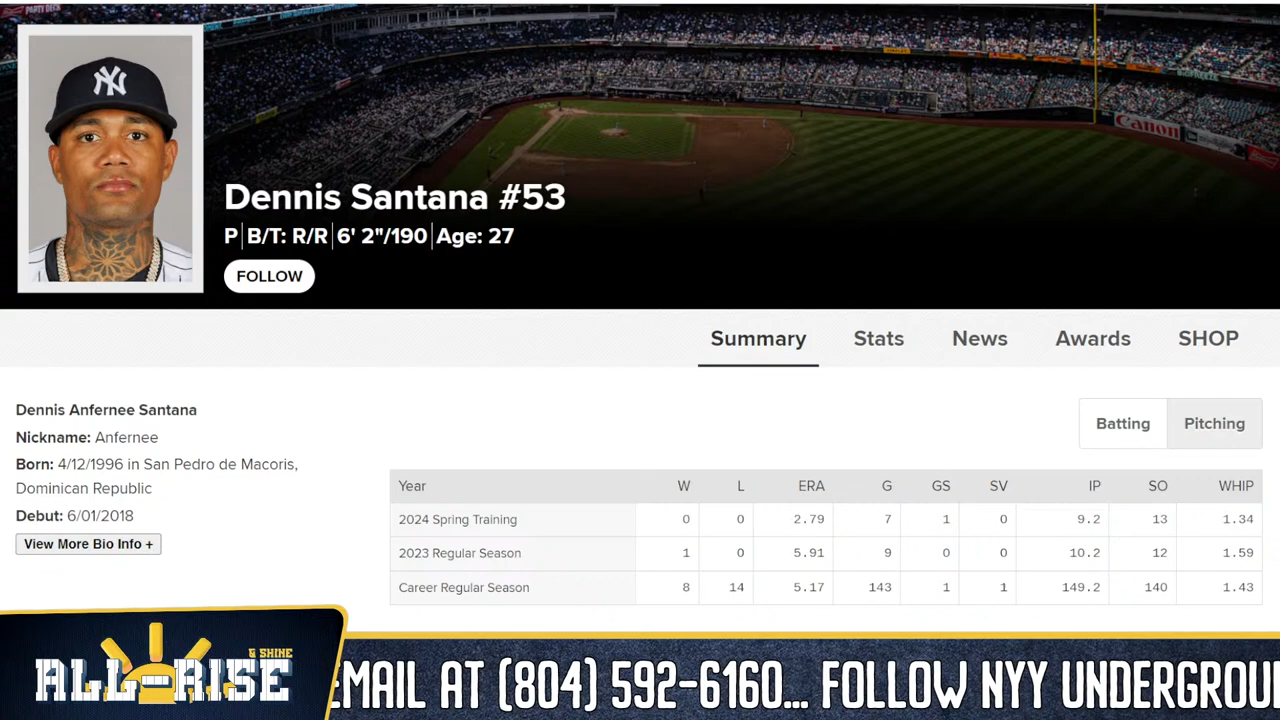 PARTY DECK
NY
Canon
Dennis Santana #53
P B/T: R/R 6' 2"/190 Age: 27
FOLLOW
Summary Stats News Awards SHOP
Dennis Anfernee Santana
Nickname: Anfernee
Born: 4/12/1996 in San Pedro de Macoris,
Dominican Republic
Debut: 6/01/2018
View More Bio Info +
Batting Pitching
Year W L ERA G GS SV IP SO WHIP
2024 Spring Training 0 0 2.79 7 1 0 9.2 13 1.34
2023 Regular Season 1 0 5.91 9 0 0 10.2 12 1.59
Career Regular Season 8 14 5.17 143 1 1 149.2 140 1.43
& SHINE
ALL-RISE
EMAIL AT (804) 592-6160... FOLLOW NYY UNDERGROU